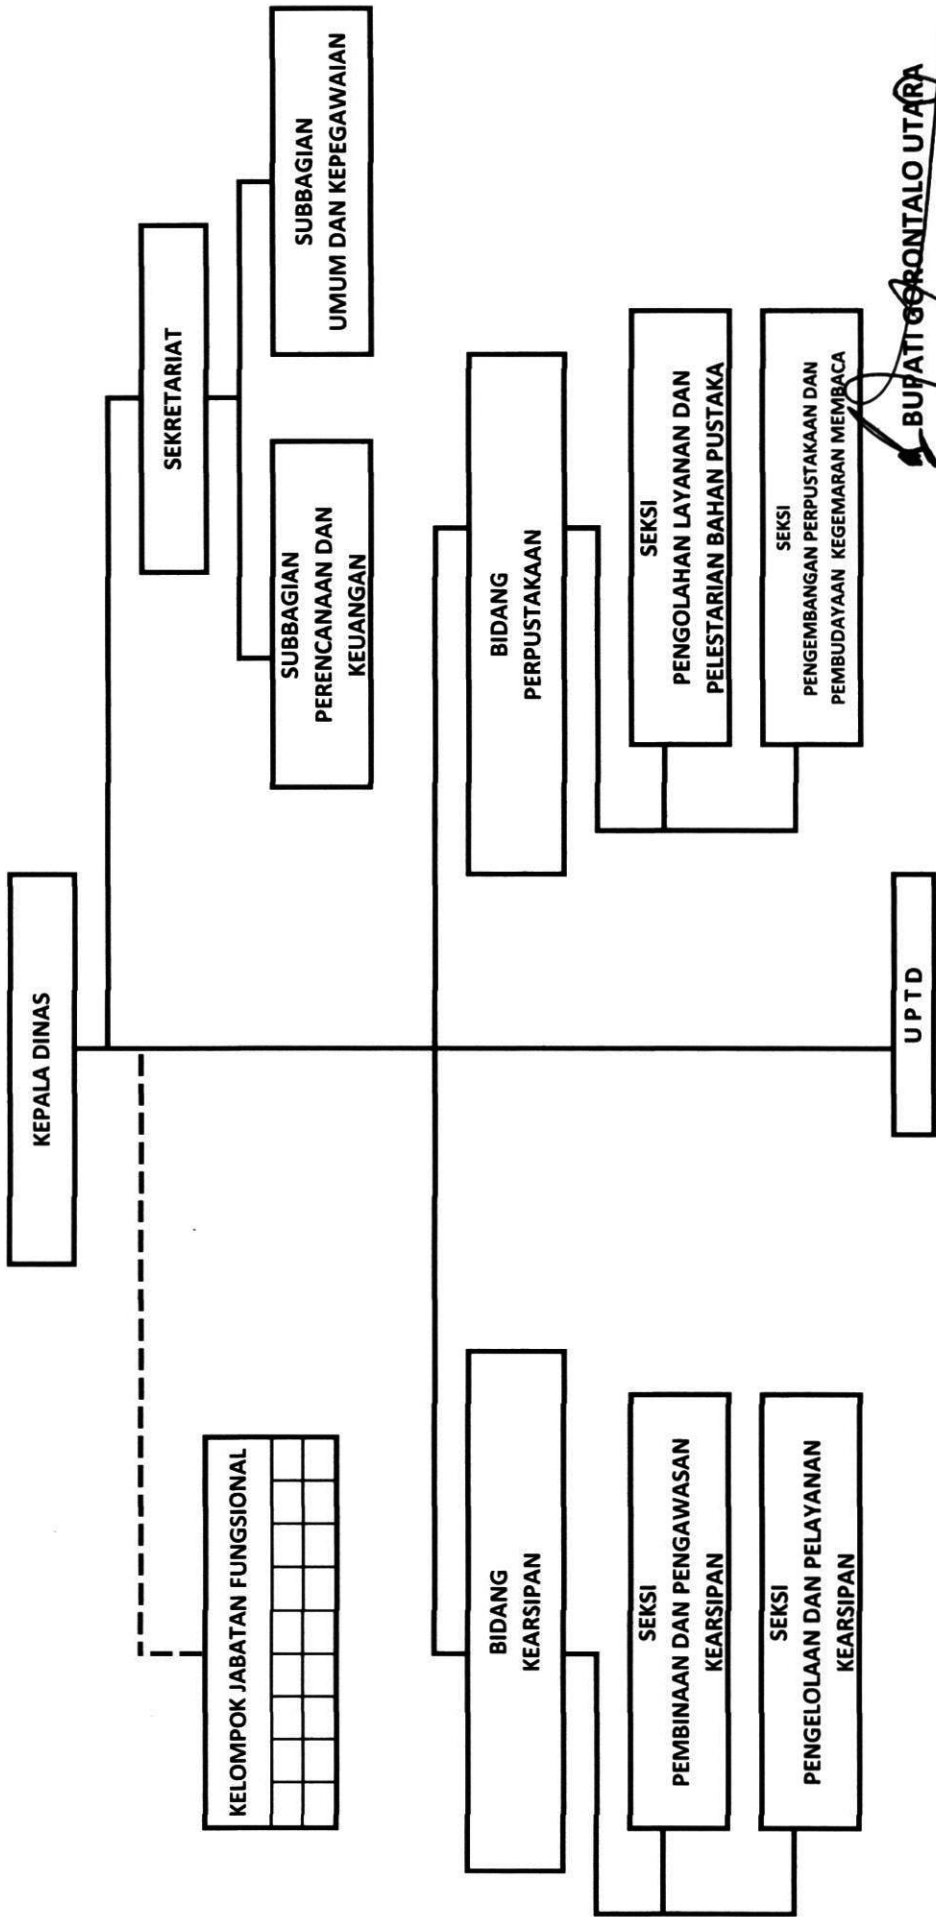 KEPALA DINAS
SEKRETARIAT
KELOMPOK JABATAN FUNGSIONAL
SUBBAGIAN
PERENCANAAN DAN
KEUANGAN
SUBBAGIAN
UMUM DAN KEPEGAWAIAN
BIDANG
KEARSIPAN
BIDANG
PERPUSTAKAAN
SEKSI
PEMBINAAN DAN PENGAWASAN
KEARSIPAN
SEKSI
PENGOLAHAN LAYANAN DAN
PELESTARIAN BAHAN PUSTAKA
SEKSI
PENGELOLAAN DAN PELAYANAN
KEARSIPAN
SEKSI
PENGEMBANGAN PERPUSTAKAAN DAN
PEMBUDAYAAN KEGEMARAN MEMBACA
U P T D
BUPATI GORONTALO UTARA